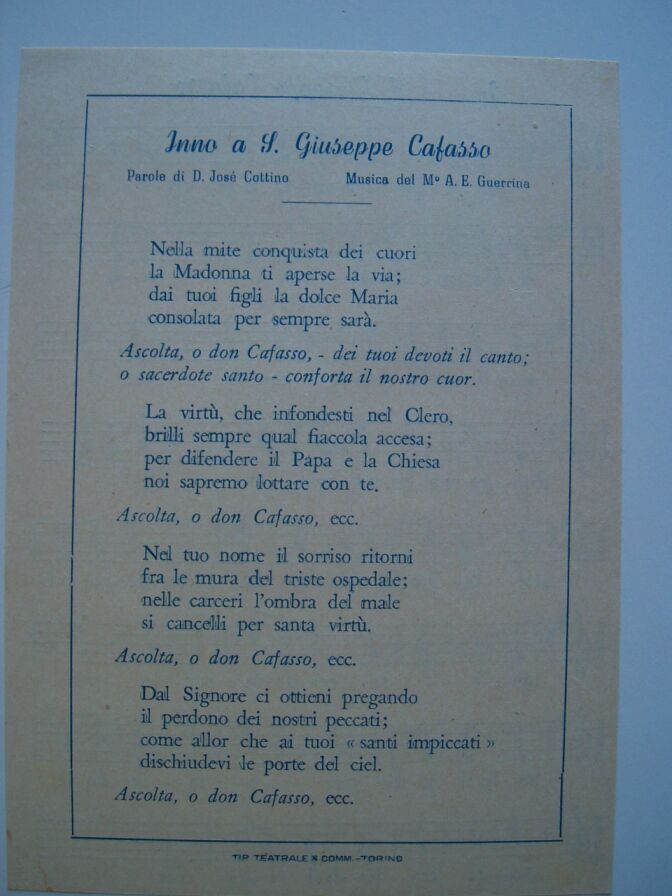 Inno a S. Giuseppe Cafasso
Parole di D. José Cottino Musica del Mº A. E. Guerrina
Nella mite conquista dei cuori
la Madonna ti aperse la via;
dai tuoi figli la dolce Maria
consolata per sempre sarà.
Ascolta, o don Cafasso, - dei tuoi devoti il canto;
o sacerdote santo - conforta il nostro cuor.
La virtù, che infondesti nel Clero,
brilli sempre qual fiaccola accesa;
per difendere il Papa e la Chiesa
noi sapremo lottare con te.
Ascolta, o don Cafasso, ecc.
Nel tuo nome il sorriso ritorni
fra le mura del triste ospedale;
nelle carceri l'ombra del male
si cancelli per santa virtù.
Ascolta, o don Cafasso, ecc.
Dal Signore ci ottieni pregando
il perdono dei nostri peccati;
come allor che ai tuoi « santi impiccati »
dischiudevi le porte del ciel.
Ascolta, o don Cafasso, ecc.
TIP. TEATRALE & COMM. - TORINO